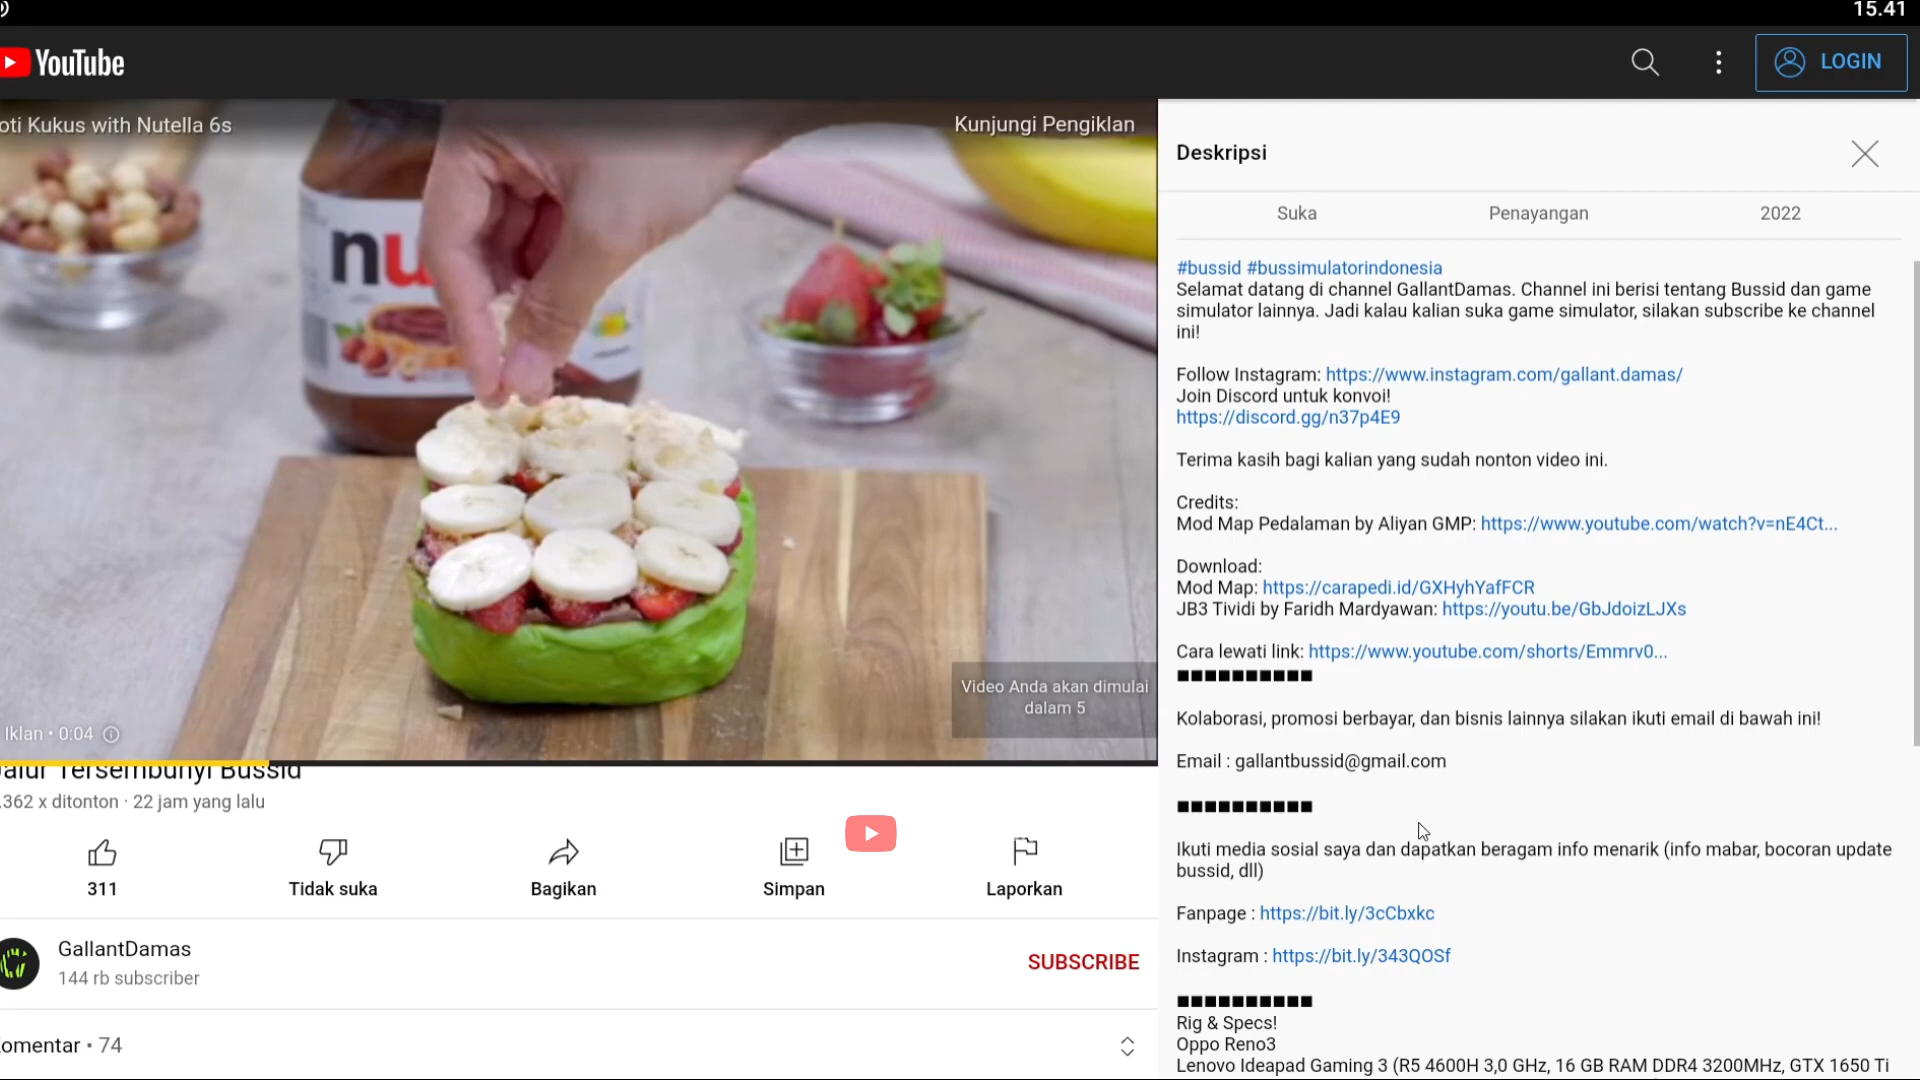 15.41
YouTube
LOGIN
oti Kukus with Nutella 6s
Kunjungi Pengiklan
nu
Video Anda akan dimulai
dalam 5
Iklan • 0:04
Tersembunyi Bussid
.362 x ditonton · 22 jam yang lalu
311
Tidak suka
Bagikan
Simpan
Laporkan
GallantDamas
144 rb subscriber
SUBSCRIBE
omentar • 74
Deskripsi
Suka
Penayangan
2022
#bussid #bussimulatorindonesia
Selamat datang di channel GallantDamas. Channel ini berisi tentang Bussid dan game
simulator lainnya. Jadi kalau kalian suka game simulator, silakan subscribe ke channel
ini!
Follow Instagram: https://www.instagram.com/gallant.damas/
Join Discord untuk konvoi!
https://discord.gg/n37p4E9
Terima kasih bagi kalian yang sudah nonton video ini.
Credits:
Mod Map Pedalaman by Aliyan GMP: https://www.youtube.com/watch?v=nE4Ct...
Download:
Mod Map: https://carapedi.id/GXHyhYafFCR
JB3 Tividi by Faridh Mardyawan: https://youtu.be/GbJdoizLJXs
Cara lewati link: https://www.youtube.com/shorts/Emmrv0...
■■■■■■■■■■
Kolaborasi, promosi berbayar, dan bisnis lainnya silakan ikuti email di bawah ini!
Email : gallantbussid@gmail.com
■■■■■■■■■■
Ikuti media sosial saya dan dapatkan beragam info menarik (info mabar, bocoran update
bussid, dll)
Fanpage : https://bit.ly/3cCbxkc
Instagram : https://bit.ly/343QOSf
■■■■■■■■■■
Rig & Specs!
Oppo Reno3
Lenovo Ideapad Gaming 3 (R5 4600H 3,0 GHz, 16 GB RAM DDR4 3200MHz, GTX 1650 Ti